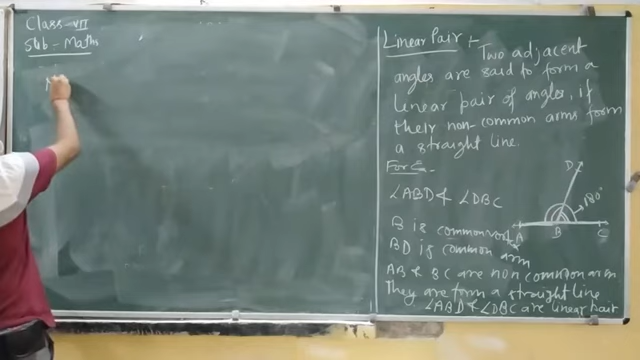 Class-VII
Sub - Maths
Linear Pair :- Two adjacent
angles are said to form a
linear pair of angles, if
their non-common arms form
a straight line.
For E
∠ABD & ∠DBC
B is common
BD is common arm
AB & BC are non common arm
They are form a straight line
∠ABD & ∠DBC are linear pair
D
180°
A B C